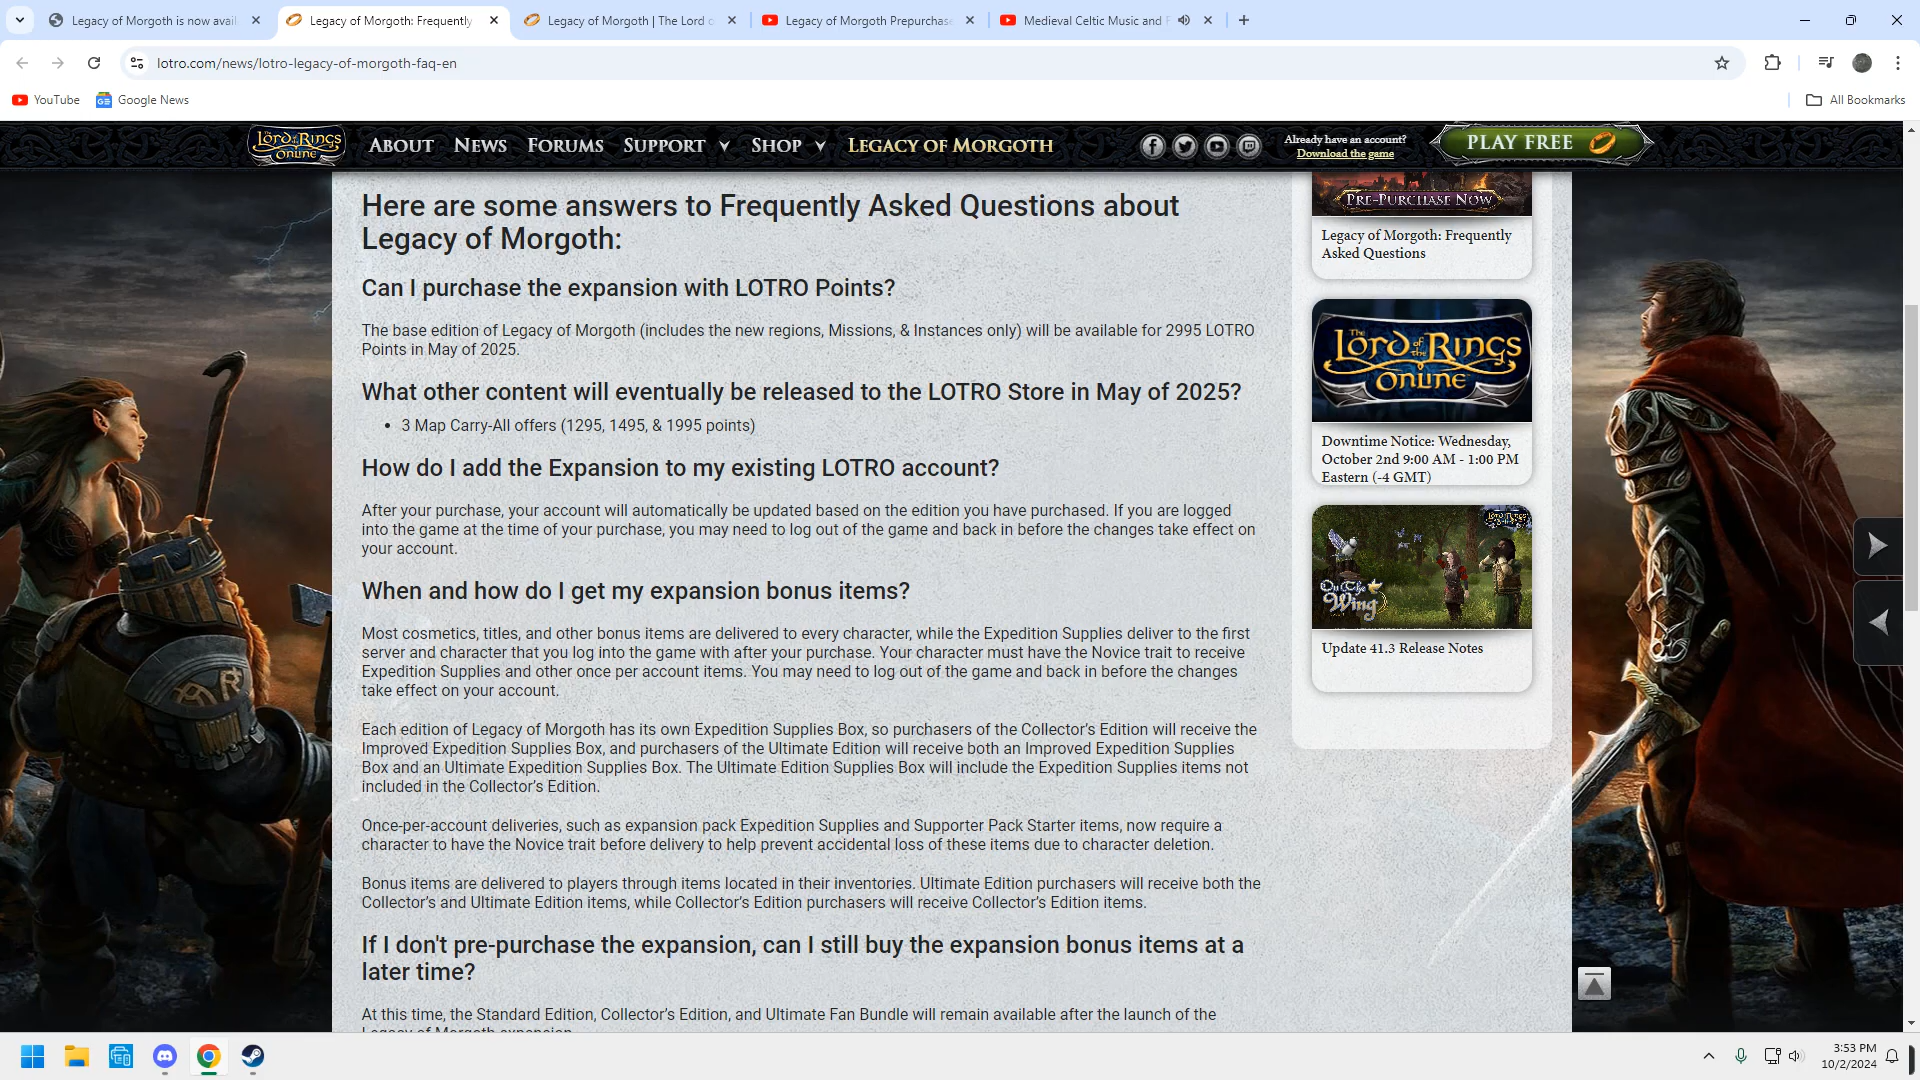 Legacy of Morgoth is now avail
Legacy of Morgoth: Frequently
Legacy of Morgoth | The Lord o
Legacy of Morgoth Prepurchase
Medieval Celtic Music and F
lotro.com/news/lotro-legacy-of-morgoth-faq-en
YouTube
Google News
All Bookmarks
The Lord of the Rings Online
About
News
Forums
Support
Shop
Legacy of Morgoth
Already have an account?
Download the game
PLAY FREE
Here are some answers to Frequently Asked Questions about
Legacy of Morgoth:
Can I purchase the expansion with LOTRO Points?
The base edition of Legacy of Morgoth (includes the new regions, Missions, & Instances only) will be available for 2995 LOTRO
Points in May of 2025.
What other content will eventually be released to the LOTRO Store in May of 2025?
• 3 Map Carry-All offers (1295, 1495, & 1995 points)
How do I add the Expansion to my existing LOTRO account?
After your purchase, your account will automatically be updated based on the edition you have purchased. If you are logged
into the game at the time of your purchase, you may need to log out of the game and back in before the changes take effect on
your account.
When and how do I get my expansion bonus items?
Most cosmetics, titles, and other bonus items are delivered to every character, while the Expedition Supplies deliver to the first
server and character that you log into the game with after your purchase. Your character must have the Novice trait to receive
Expedition Supplies and other once per account items. You may need to log out of the game and back in before the changes
take effect on your account.
Each edition of Legacy of Morgoth has its own Expedition Supplies Box, so purchasers of the Collector's Edition will receive the
Improved Expedition Supplies Box, and purchasers of the Ultimate Edition will receive both an Improved Expedition Supplies
Box and an Ultimate Expedition Supplies Box. The Ultimate Edition Supplies Box will include the Expedition Supplies items not
included in the Collector's Edition.
Once-per-account deliveries, such as expansion pack Expedition Supplies and Supporter Pack Starter items, now require a
character to have the Novice trait before delivery to help prevent accidental loss of these items due to character deletion.
Bonus items are delivered to players through items located in their inventories. Ultimate Edition purchasers will receive both the
Collector's and Ultimate Edition items, while Collector's Edition purchasers will receive Collector's Edition items.
If I don't pre-purchase the expansion, can I still buy the expansion bonus items at a
later time?
At this time, the Standard Edition, Collector's Edition, and Ultimate Fan Bundle will remain available after the launch of the
Legacy of Morgoth expansion.
PRE-PURCHASE NOW
Legacy of Morgoth: Frequently
Asked Questions
The Lord of the Rings Online
Downtime Notice: Wednesday,
October 2nd 9:00 AM - 1:00 PM
Eastern (-4 GMT)
On The Wing
Update 41.3 Release Notes
3:53 PM
10/2/2024